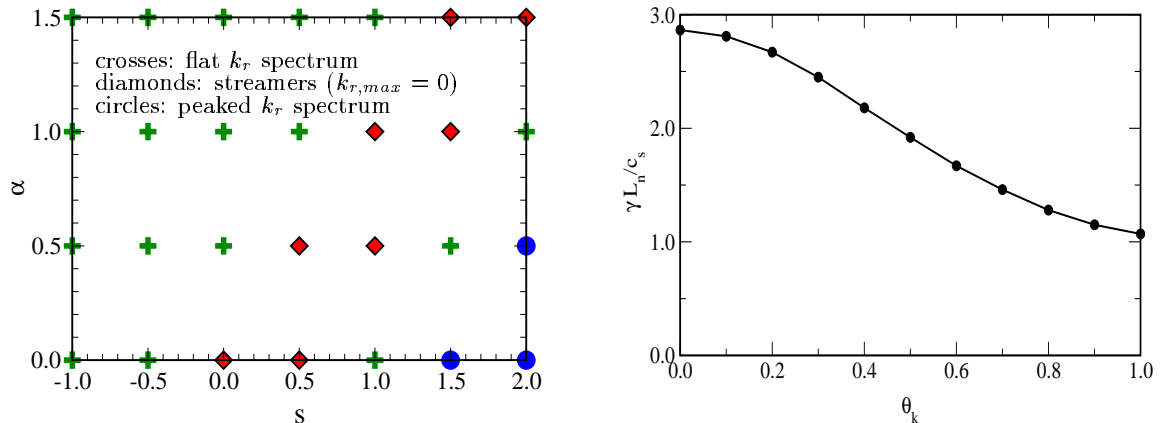 1.5
crosses: flat k_r spectrum
diamonds: streamers (k_{r,max} = 0)
circles: peaked k_r spectrum
1.0
α
0.5
0.0
-1.0 -0.5 0.0 0.5 1.0 1.5 2.0
s
3.0
2.0
γ L_n/c_s
1.0
0.0
0.0 0.2 0.4 0.6 0.8 1.0
θ_k